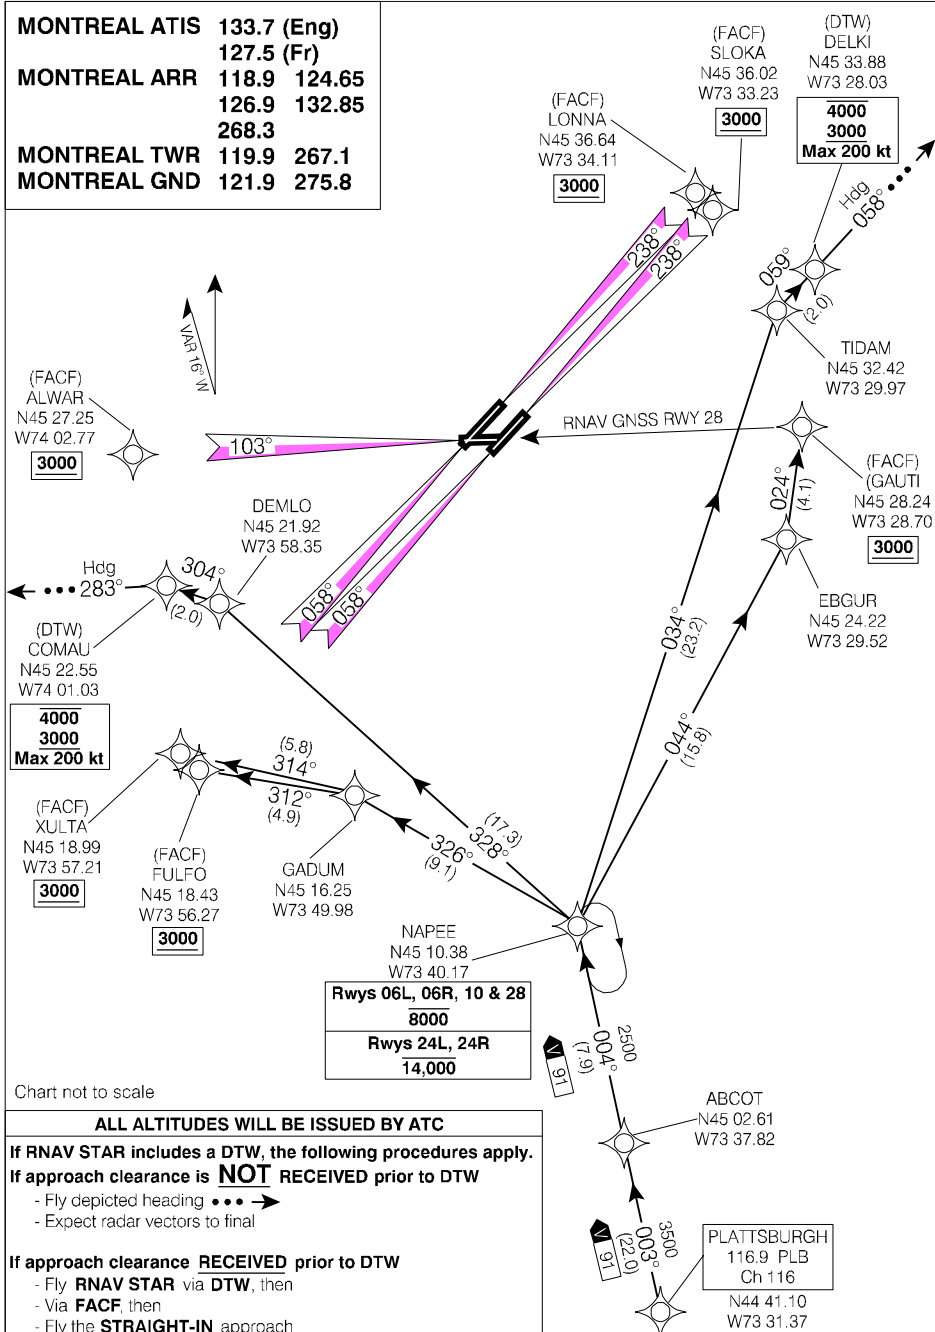 MONTREAL ATIS 133.7 (Eng)
127.5 (Fr)
MONTREAL ARR 118.9 124.65
126.9 132.85
268.3
MONTREAL TWR 119.9 267.1
MONTREAL GND 121.9 275.8
(FACF)
LONNA
N45 36.64
W73 34.11
3000
(FACF)
SLOKA
N45 36.02
W73 33.23
3000
(DTW)
DELKI
N45 33.88
W73 28.03
4000
3000
Max 200 kt
Hdg
058°
059°
(2.0)
238°
238°
TIDAM
N45 32.42
W73 29.97
VAR 16° W
(FACF)
ALWAR
N45 27.25
W74 02.77
3000
103°
RNAV GNSS RWY 28
(FACF)
(GAUTI
N45 28.24
W73 28.70
3000
024°
(4.1)
DEMLO
N45 21.92
W73 58.35
Hdg
283°
304°
(2.0)
058°
058°
EBGUR
N45 24.22
W73 29.52
(DTW)
COMAU
N45 22.55
W74 01.03
4000
3000
Max 200 kt
034°
(23.2)
044°
(15.8)
(5.8)
314°
312°
(4.9)
(17.3)
328°
326°
(9.1)
(FACF)
XULTA
N45 18.99
W73 57.21
3000
(FACF)
FULFO
N45 18.43
W73 56.27
3000
GADUM
N45 16.25
W73 49.98
NAPEE
N45 10.38
W73 40.17
Rwys 06L, 06R, 10 & 28
8000
Rwys 24L, 24R
14,000
2500
004°
(7.9)
V 91
Chart not to scale
ABCOT
N45 02.61
W73 37.82
3500
003°
(22.0)
V 91
PLATTSBURGH
116.9 PLB
Ch 116
N44 41.10
W73 31.37
ALL ALTITUDES WILL BE ISSUED BY ATC
If RNAV STAR includes a DTW, the following procedures apply.
If approach clearance is NOT RECEIVED prior to DTW
- Fly depicted heading
- Expect radar vectors to final
If approach clearance RECEIVED prior to DTW
- Fly RNAV STAR via DTW, then
- Via FACF, then
- Fly the STRAIGHT-IN approach